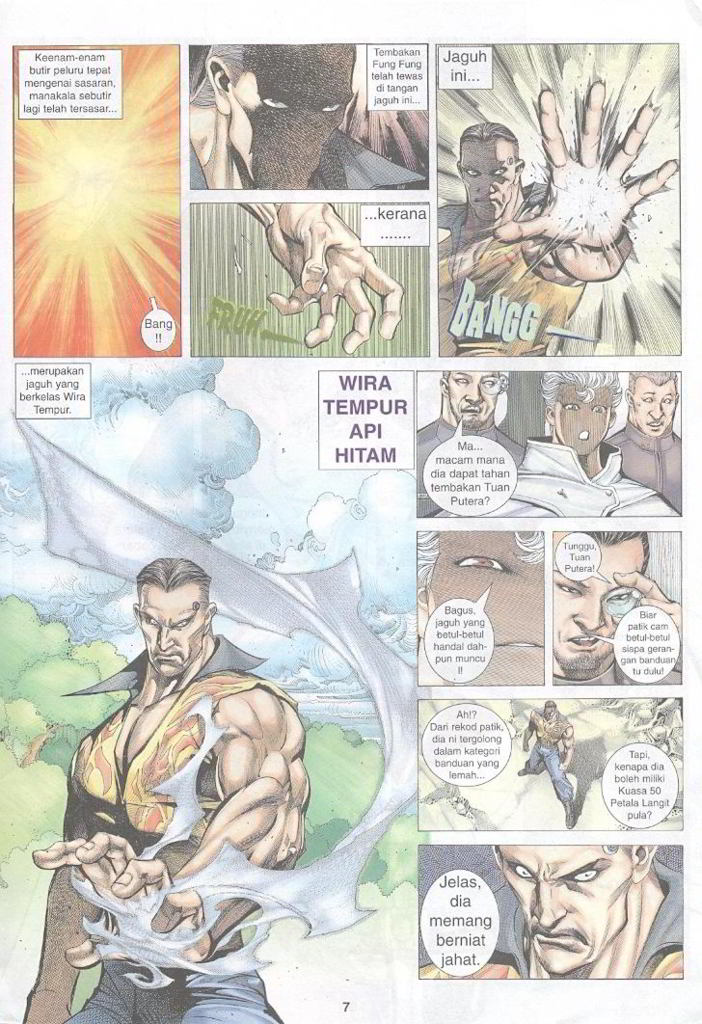 Keenam-enam
butir peluru tepat
mengenai sasaran,
manakala sebutir
lagi telah tersasar...
Bang
!!
Tembakan
Fung Fung
telah tewas
di tangan
jaguh ini...
...kerana
.......
FRUH
Jaguh
ini...
BANGG
...merupakan
jaguh yang
berkelas Wira
Tempur.
WIRA
TEMPUR
API
HITAM
Ma...
macam mana
dia dapat tahan
tembakan Tuan
Putera?
Bagus,
jaguh yang
betul-betul
handal dah-
pun muncu
l!
Tunggu,
Tuan
Putera!
Biar
patik cam
betul-betul
siapa geran-
gan banduan
tu dulu!
Ah!?
Dari rekod patik,
dia ni tergolong
dalam kategori
banduan yang
lemah...
Tapi,
kenapa dia
boleh miliki
Kuasa 50
Petala Langit
pula?
Jelas,
dia
memang
berniat
jahat.
7